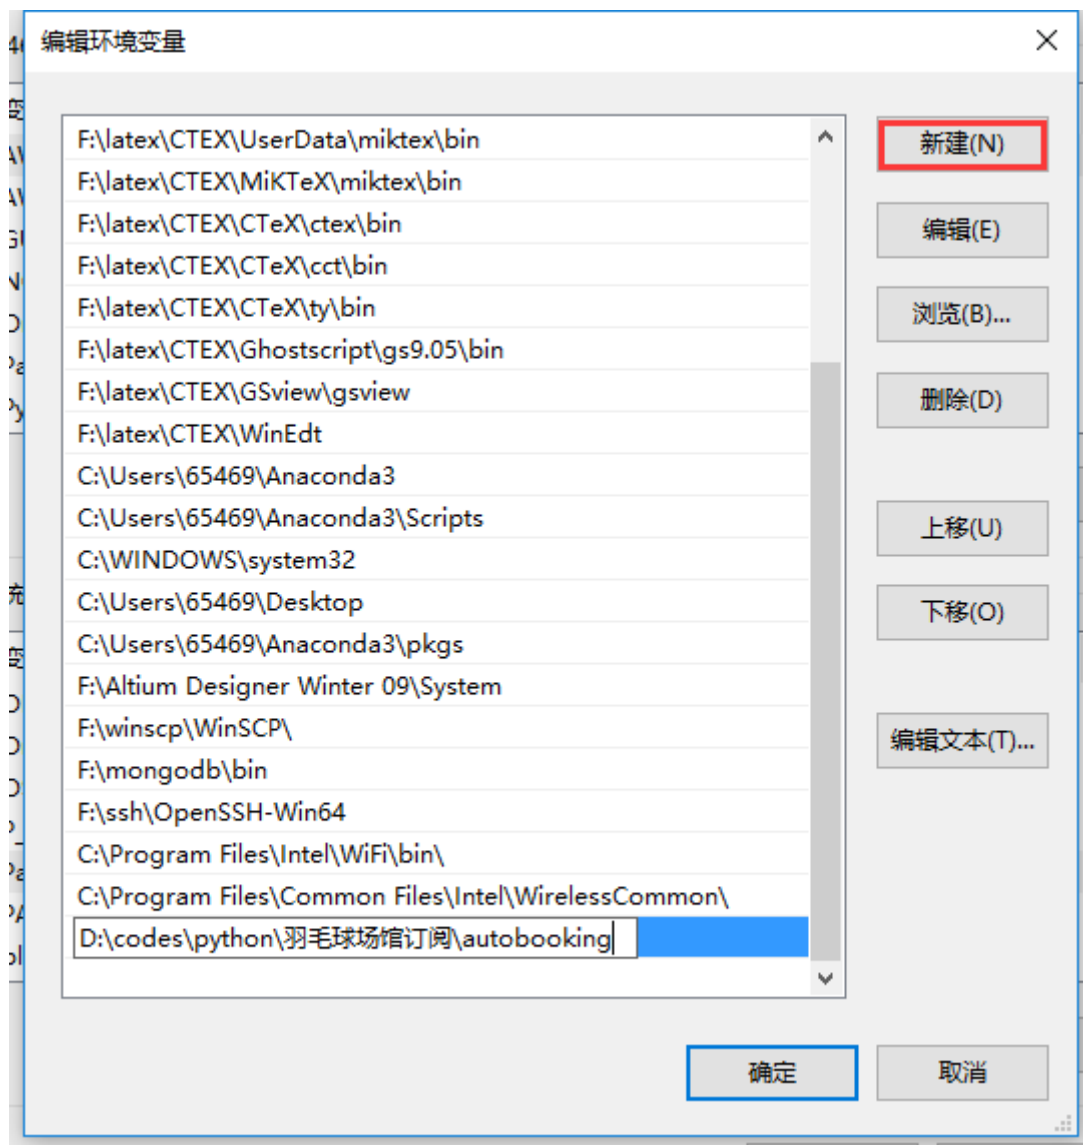 编辑环境变量
F:\latex\CTEX\UserData\miktex\bin
F:\latex\CTEX\MiKTeX\miktex\bin
F:\latex\CTEX\CTeX\ctex\bin
F:\latex\CTEX\CTeX\cct\bin
F:\latex\CTEX\CTeX\ty\bin
F:\latex\CTEX\Ghostscript\gs9.05\bin
F:\latex\CTEX\GSview\gsview
F:\latex\CTEX\WinEdt
C:\Users\65469\Anaconda3
C:\Users\65469\Anaconda3\Scripts
C:\WINDOWS\system32
C:\Users\65469\Desktop
C:\Users\65469\Anaconda3\pkgs
F:\Altium Designer Winter 09\System
F:\winscp\WinSCP\
F:\mongodb\bin
F:\ssh\OpenSSH-Win64
C:\Program Files\Intel\WiFi\bin\
C:\Program Files\Common Files\Intel\WirelessCommon\
D:\codes\python\羽毛球场馆订阅\autobooking
新建(N)
编辑(E)
浏览(B)...
删除(D)
上移(U)
下移(O)
编辑文本(T)...
确定
取消